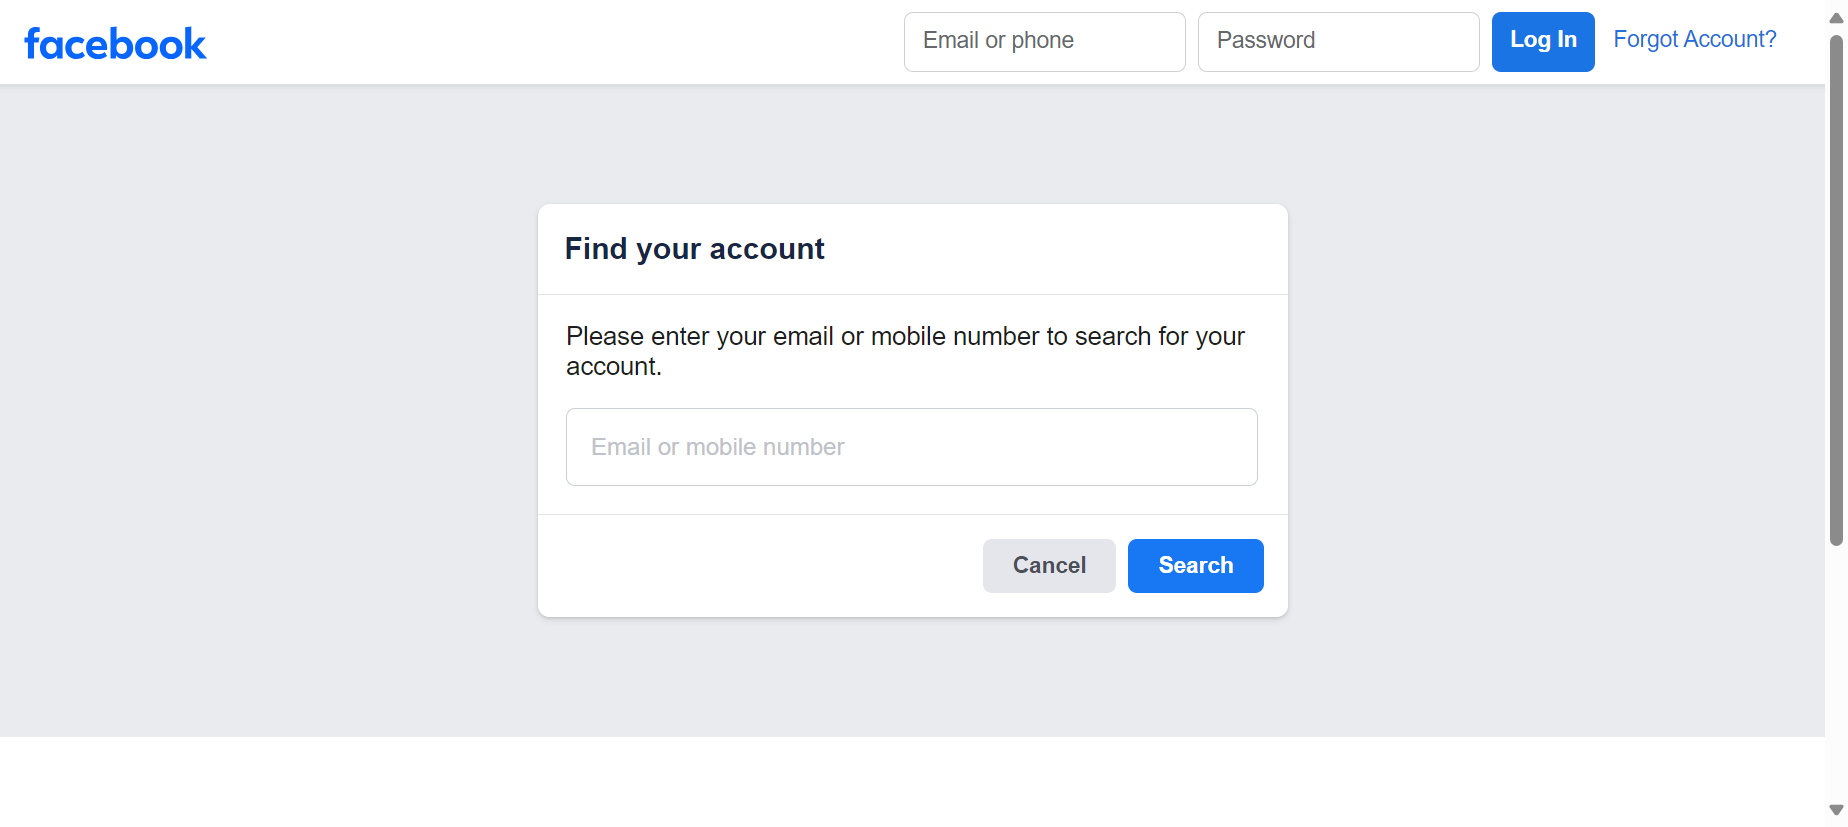 facebook
Email or phone
Password
Log In
Forgot Account?
Find your account
Please enter your email or mobile number to search for your
account.
Email or mobile number
Cancel
Search